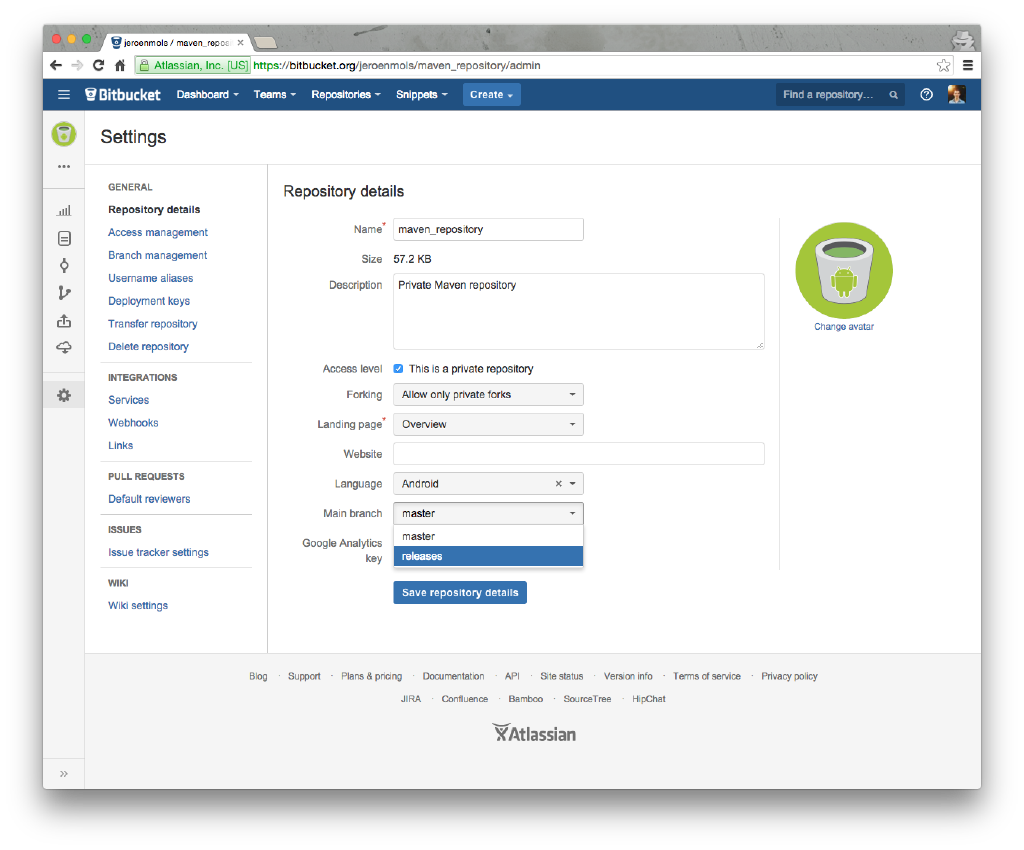 jeroenmols / maven_repos
Atlassian, Inc. [US] https://bitbucket.org/jeroenmols/maven_repository/admin
Bitbucket Dashboard Teams Repositories Snippets Create Find a repository...
Settings
GENERAL
Repository details
Access management
Branch management
Username aliases
Deployment keys
Transfer repository
Delete repository
INTEGRATIONS
Services
Webhooks
Links
PULL REQUESTS
Default reviewers
ISSUES
Issue tracker settings
WIKI
Wiki settings
Repository details
Name* maven_repository
Size 57.2 KB
Description Private Maven repository
Access level This is a private repository
Forking Allow only private forks
Landing page* Overview
Website
Language Android
Main branch master
master
releases
Google Analytics
key
Save repository details
Change avatar
Blog · Support · Plans & pricing · Documentation · API · Site status · Version info · Terms of service · Privacy policy
JIRA · Confluence · Bamboo · SourceTree · HipChat
Atlassian